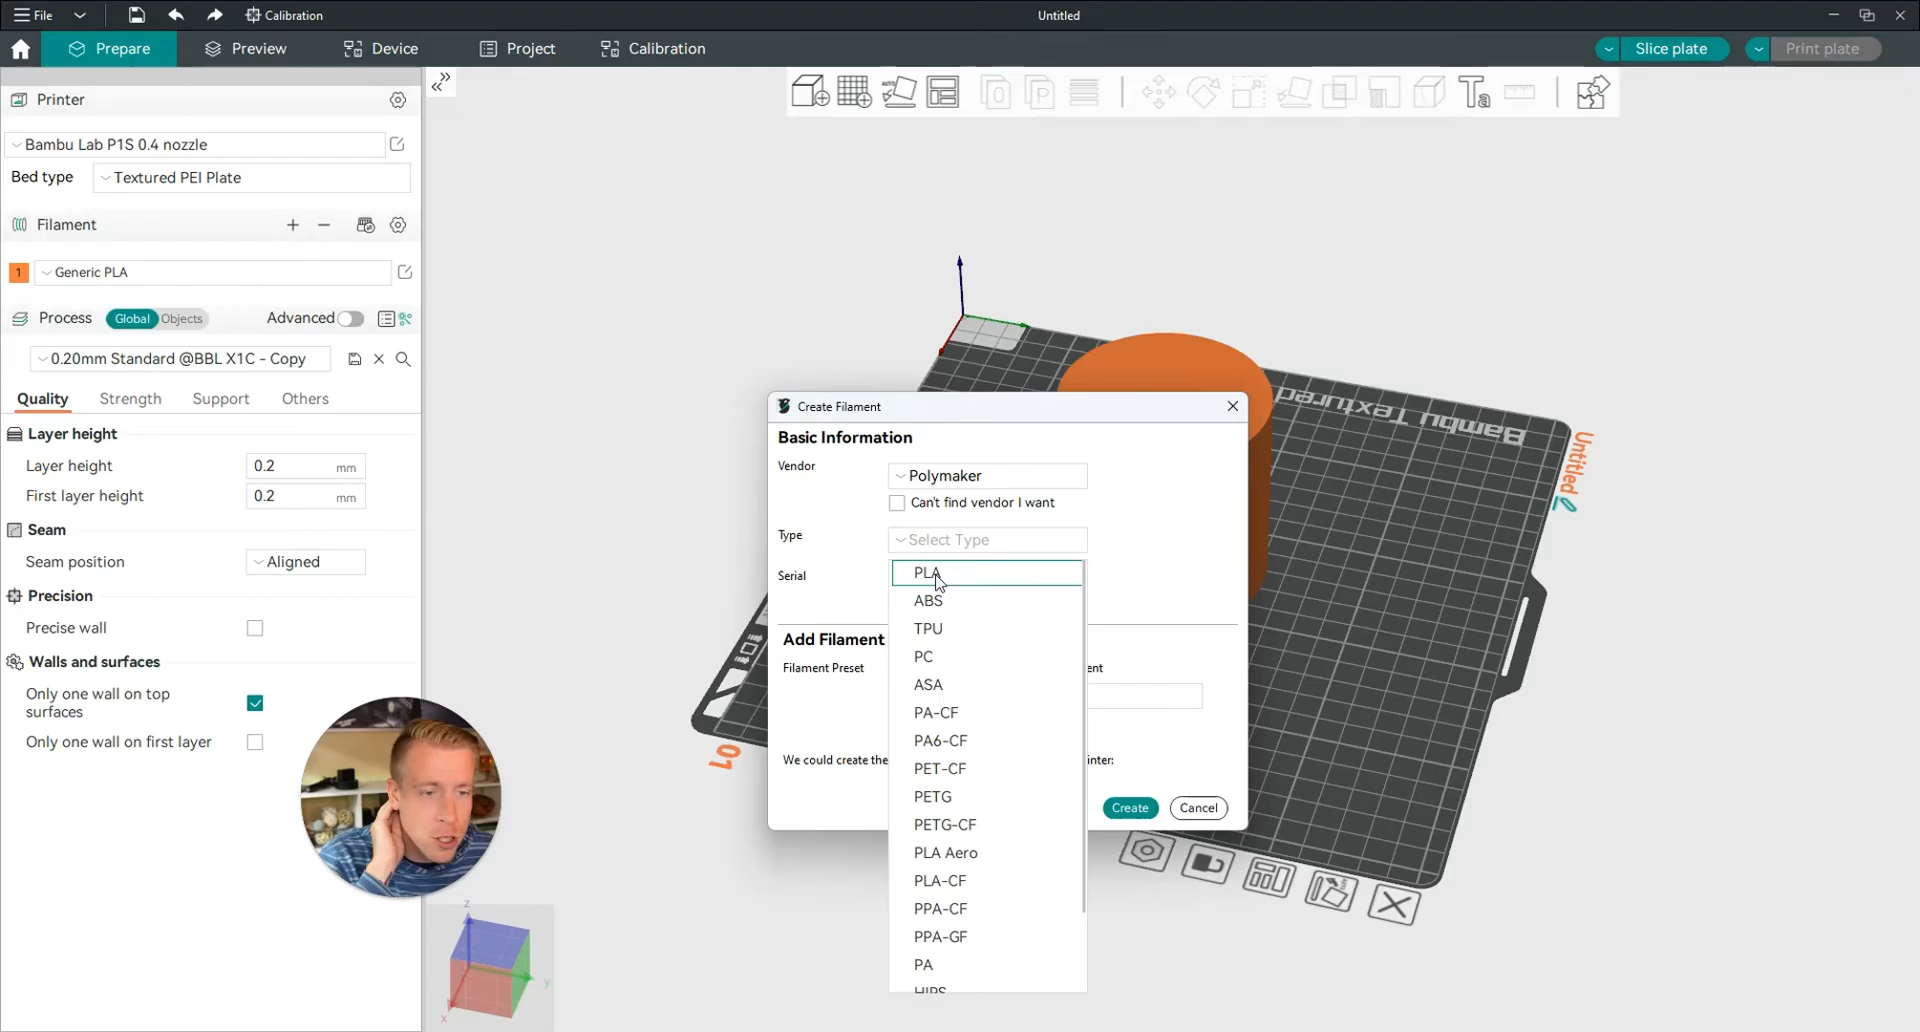 File
Calibration
Untitled
Prepare
Preview
Device
Project
Calibration
Slice plate
Print plate
Printer
Bambu Lab P1S 0.4 nozzle
Bed type
Textured PEI Plate
Filament
1
Generic PLA
Process
Global
Objects
Advanced
0.20mm Standard @BBL X1C - Copy
Quality
Strength
Support
Others
Layer height
Layer height
0.2
mm
First layer height
0.2
mm
Seam
Seam position
Aligned
Precision
Precise wall
Walls and surfaces
Only one wall on top
surfaces
Only one wall on first layer
Create Filament
Basic Information
Vendor
Polymaker
Can't find vendor I want
Type
Select Type
Serial
PLA
ABS
TPU
PC
ASA
PA-CF
PA6-CF
PET-CF
PETG
PETG-CF
PLA Aero
PLA-CF
PPA-CF
PPA-GF
PA
HIPS
Add Filament
Filament Preset
ent
We could create the
inter:
Create
Cancel
Bambu Textured
Untitled
01
z
y
x